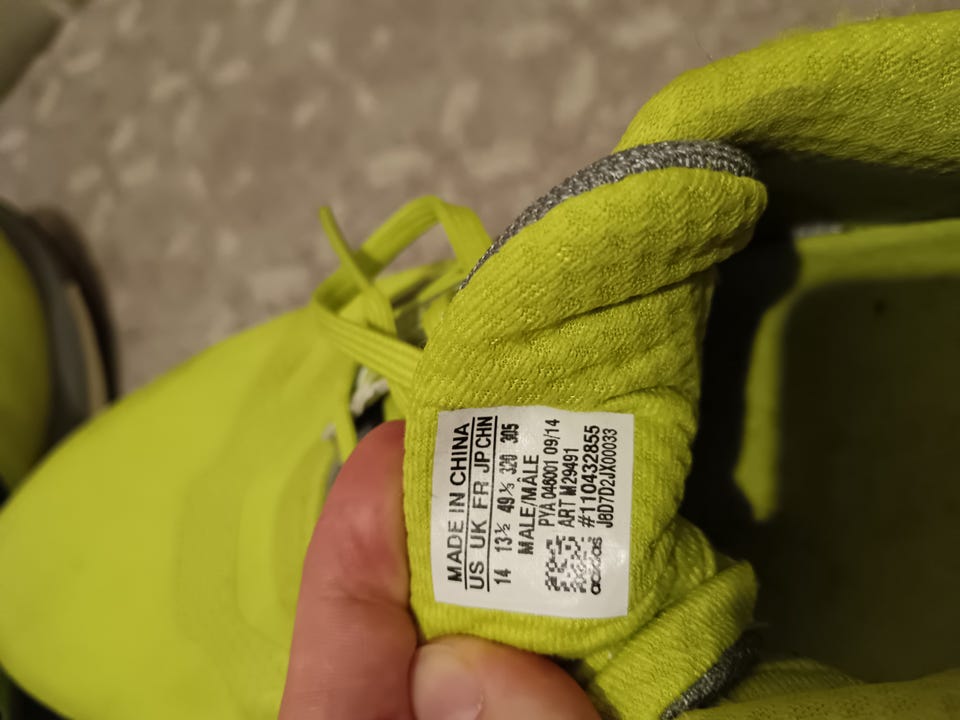 MADE IN CHINA
US UK FR JP CHN
14 13½ 49⅓ 320 305
MALE/MÂLE
PYA 046001 09/14
ART M29491
#110432855
J8D7D2JX00033
adidas